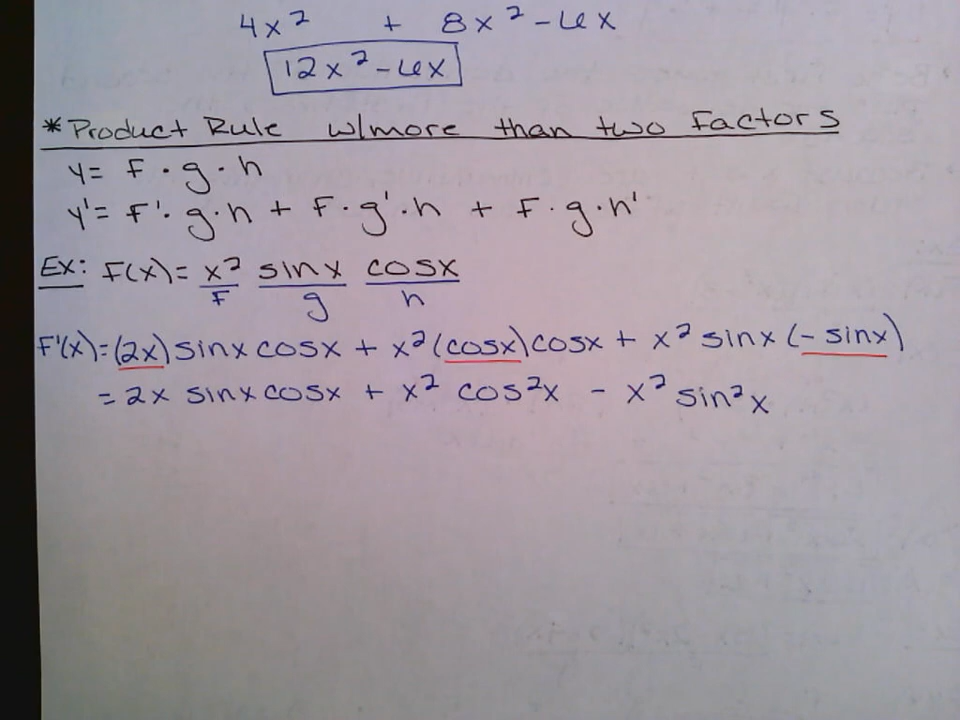 4x² + 8x² - 6x
12x² - 6x
* Product Rule w/more than two factors
y = f · g · h
y' = f' · g · h + f · g' · h + f · g · h'
Ex: f(x) = x² sinx cosx
f g h
f'(x) = (2x) sinx cosx + x² (cosx) cosx + x² sinx (- sinx)
= 2x sinx cosx + x² cos²x - x² sin²x